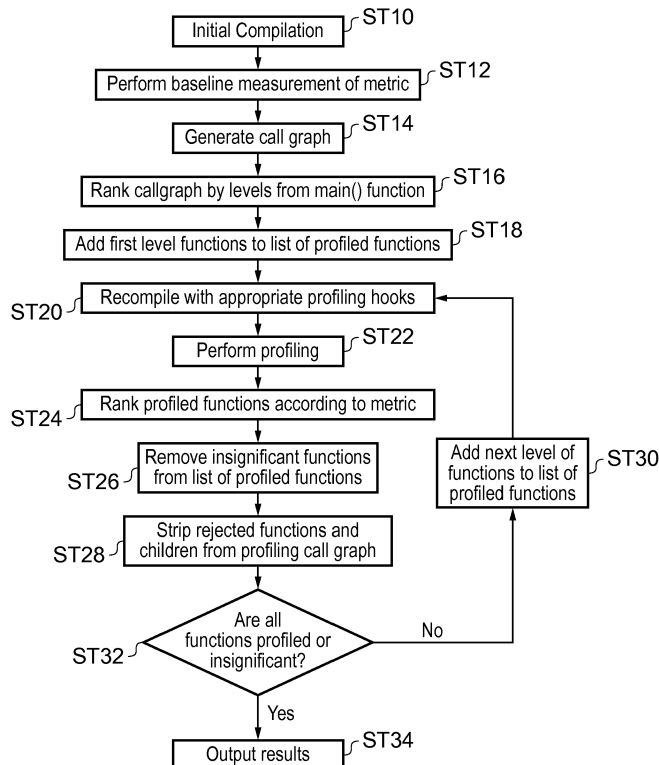 Initial Compilation
ST10
Perform baseline measurement of metric
ST12
Generate call graph
ST14
Rank callgraph by levels from main() function
ST16
Add first level functions to list of profiled functions
ST18
Recompile with appropriate profiling hooks
ST20
Perform profiling
ST22
Rank profiled functions according to metric
ST24
Remove insignificant functions
from list of profiled functions
ST26
Add next level of
functions to list of
profiled functions
ST30
Strip rejected functions and
children from profiling call graph
ST28
Are all
functions profiled or
insignificant?
ST32
No
Yes
Output results
ST34